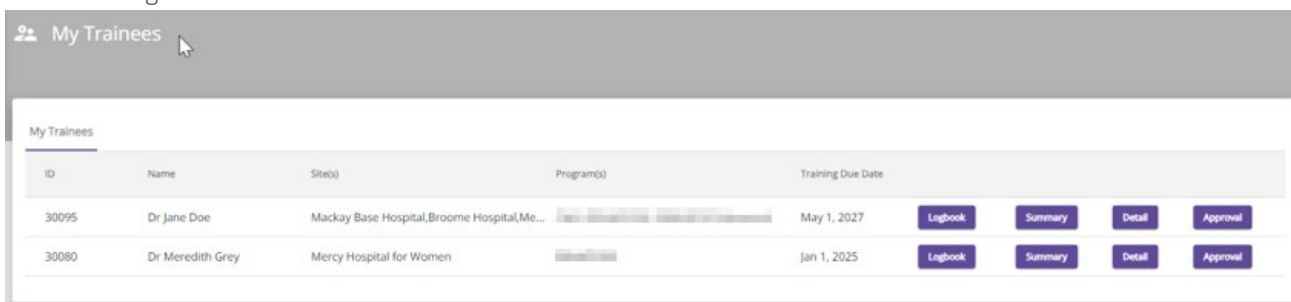 My Trainees
My Trainees
ID Name Site(s) Program(s) Training Due Date
30095 Dr Jane Doe Mackay Base Hospital,Broome Hospital,Me... May 1, 2027 Logbook Summary Detail Approval
30080 Dr Meredith Grey Mercy Hospital for Women Jan 1, 2025 Logbook Summary Detail Approval